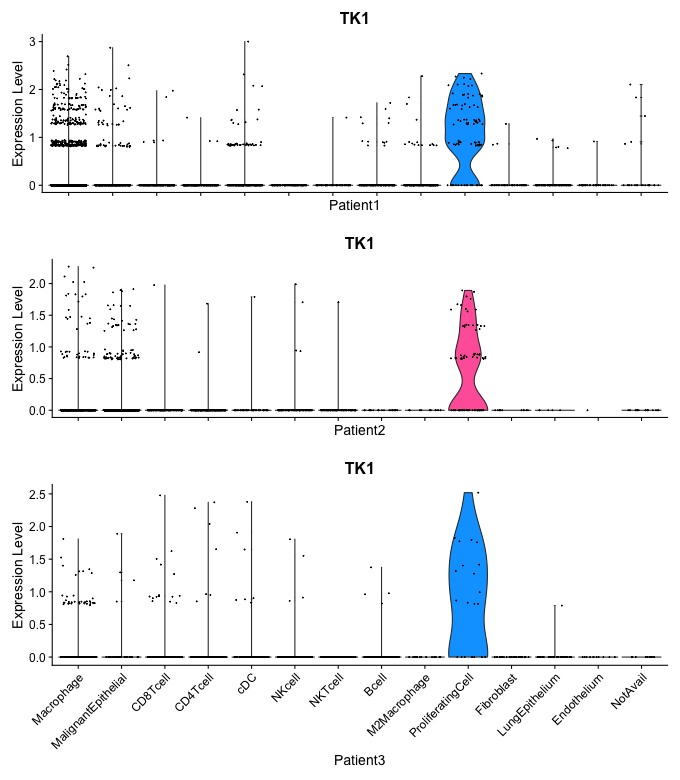 TK1
Expression Level
3
2
1
0
Patient1
TK1
Expression Level
2.0
1.5
1.0
0.5
0.0
Patient2
TK1
Expression Level
2.5
2.0
1.5
1.0
0.5
0.0
Macrophage
MalignantEpithelial
CD8Tcell
CD4Tcell
cDC
NKcell
NKTcell
Bcell
M2Macrophage
ProliferatingCell
Fibroblast
LungEpithelium
Endothelium
NotAvail
Patient3